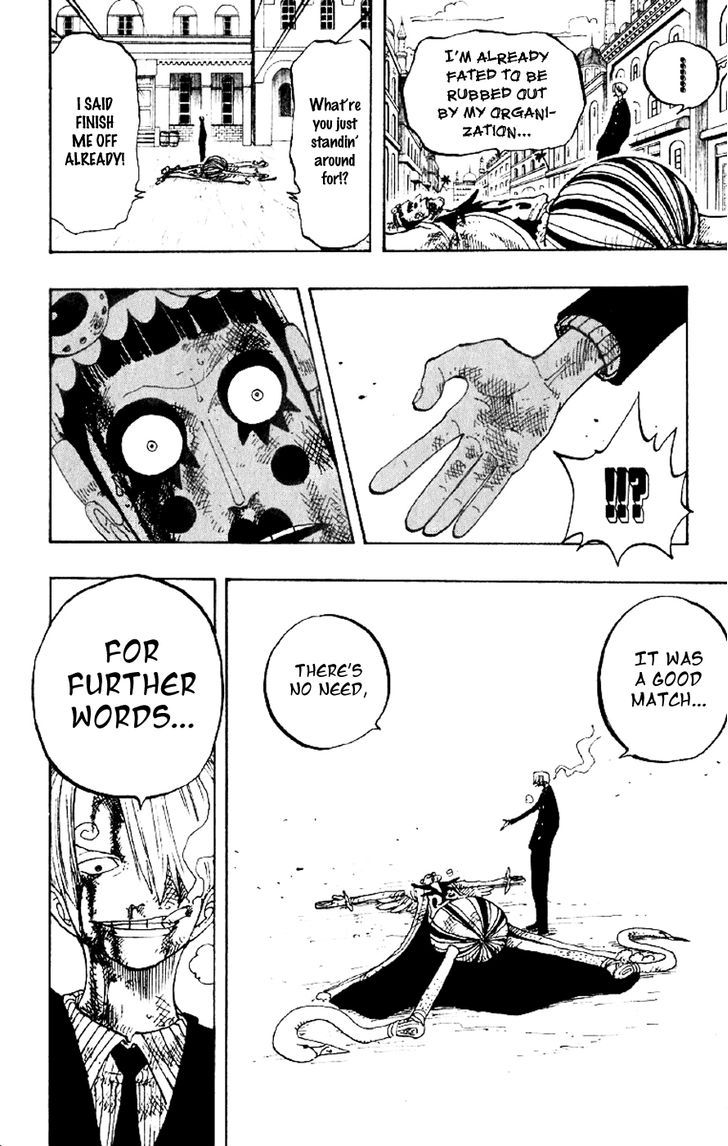 ......
I'M ALREADY
FATED TO BE
RUBBED OUT
BY MY ORGANI-
ZATION...
What're
you just
standin'
around
for!?
I SAID
FINISH
ME OFF
ALREADY!
!!?
IT WAS
A GOOD
MATCH...
THERE'S
NO NEED,
FOR
FURTHER
WORDS...